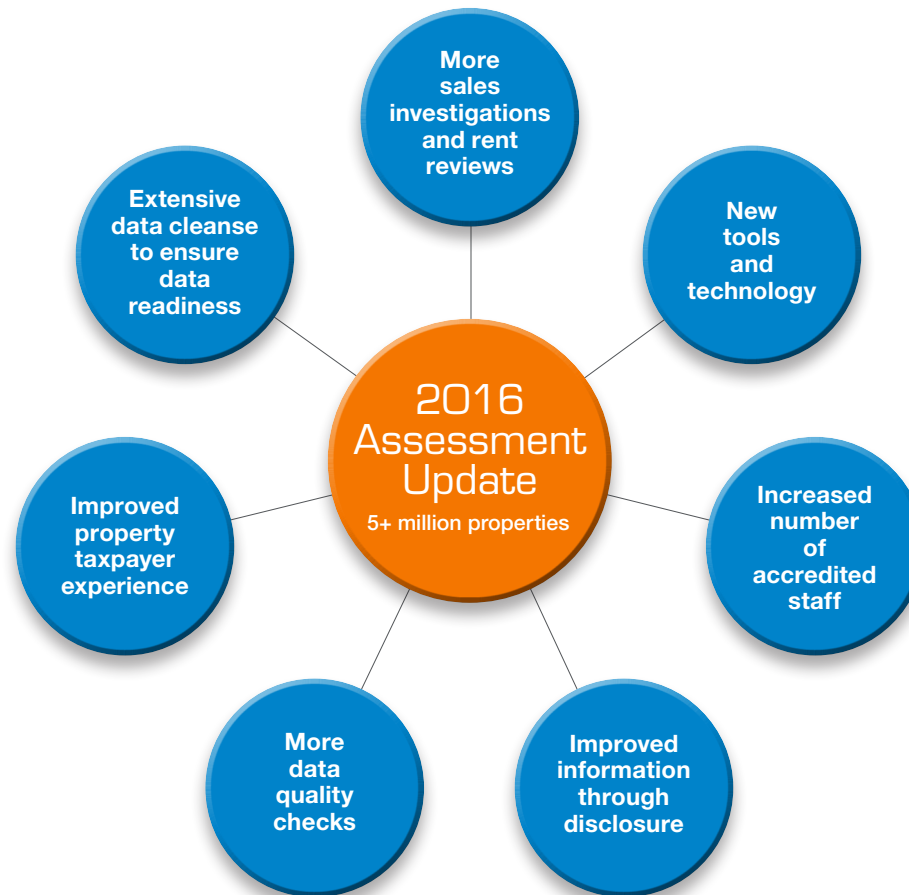 More
sales
investigations
and rent
reviews
Extensive
data cleanse
to ensure
data
readiness
New
tools
and
technology
2016
Assessment
Update
5+ million properties
Improved
property
taxpayer
experience
Increased
number
of
accredited
staff
More
data
quality
checks
Improved
information
through
disclosure